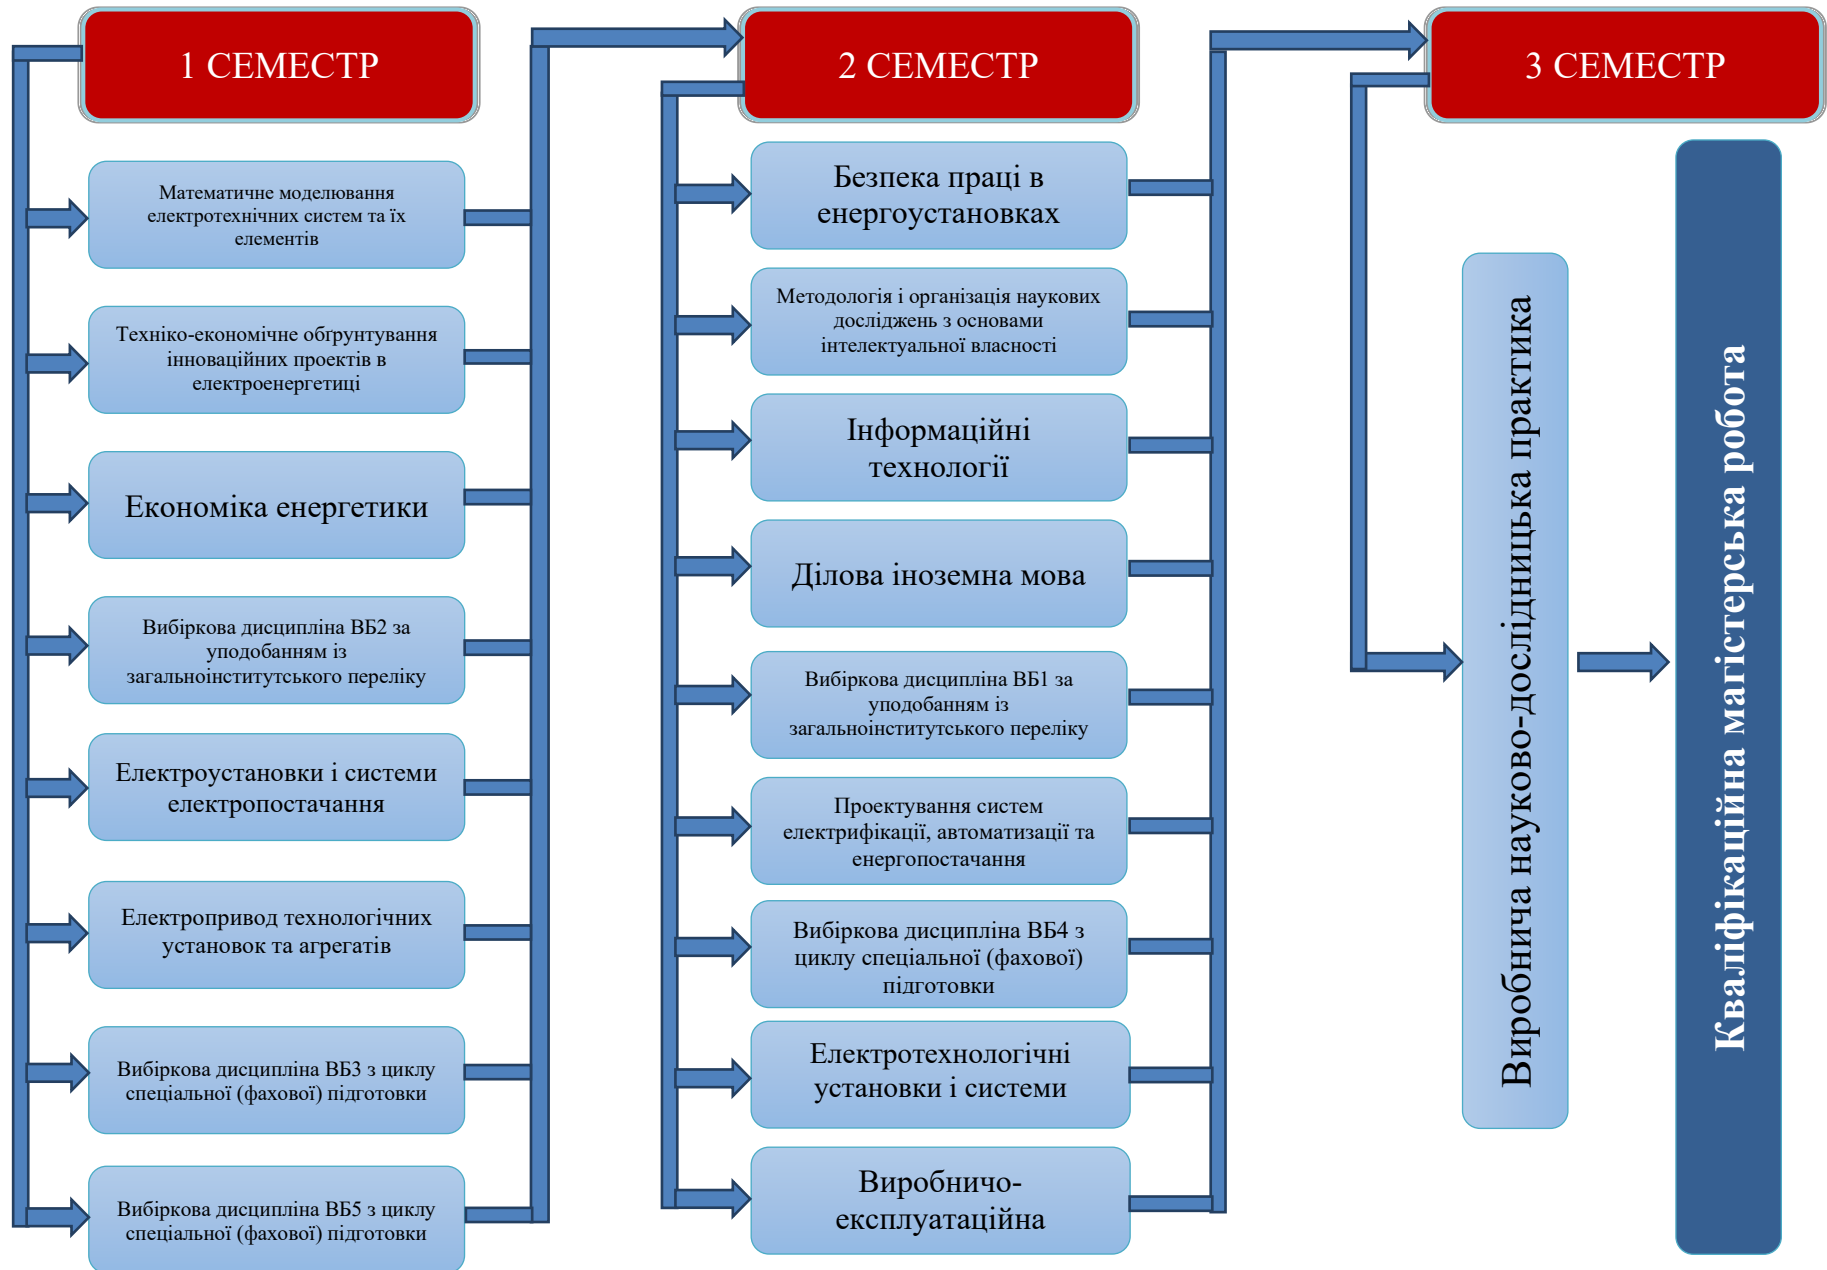 1 СЕМЕСТР
Математичне моделювання
електротехнічних систем та їх
елементів
Техніко-економічне обґрунтування
інноваційних проектів в
електроенергетиці
Економіка енергетики
Вибіркова дисципліна ВБ2 за
уподобанням із
загальноінститутського переліку
Електроустановки і системи
електропостачання
Електропривод технологічних
установок та агрегатів
Вибіркова дисципліна ВБ3 з циклу
спеціальної (фахової) підготовки
Вибіркова дисципліна ВБ5 з циклу
спеціальної (фахової) підготовки
2 СЕМЕСТР
Безпека праці в
енергоустановках
Методологія і організація наукових
досліджень з основами
інтелектуальної власності
Інформаційні
технології
Ділова іноземна мова
Вибіркова дисципліна ВБ1 за
уподобанням із
загальноінститутського переліку
Проектування систем
електрифікації, автоматизації та
енергопостачання
Вибіркова дисципліна ВБ4 з
циклу спеціальної (фахової)
підготовки
Електротехнологічні
установки і системи
Виробничо-
експлуатаційна
3 СЕМЕСТР
Виробнича науково-дослідницька практика
Кваліфікаційна магістерська робота